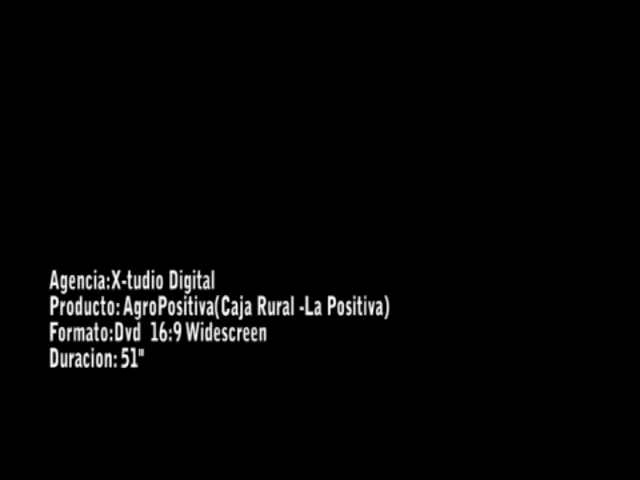 Agencia:X-tudio Digital
Producto: AgroPositiva(Caja Rural -La Positiva)
Formato:Dvd 16:9 Widescreen
Duracion: 51"